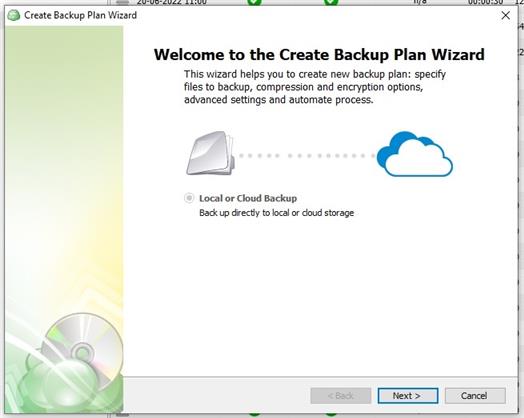 20-06-2022 11:00
n/a
00:00:30
Create Backup Plan Wizard
Welcome to the Create Backup Plan Wizard
This wizard helps you to create new backup plan: specify
files to backup, compression and encryption options,
advanced settings and automate process.
Local or Cloud Backup
Back up directly to local or cloud storage
< Back
Next >
Cancel